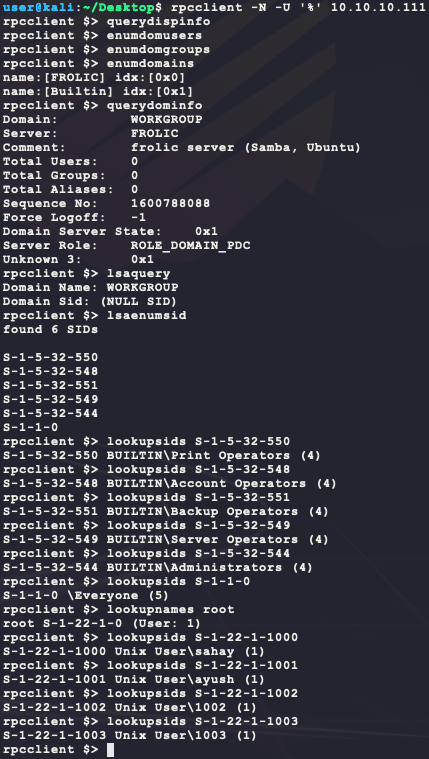 user@kali:~/Desktop$ rpcclient -N -U '%' 10.10.10.111
rpcclient $> querydispinfo
rpcclient $> enumdomusers
rpcclient $> enumdomgroups
rpcclient $> enumdomains
name:[FROLIC] idx:[0x0]
name:[Builtin] idx:[0x1]
rpcclient $> querydominfo
Domain:         WORKGROUP
Server:         FROLIC
Comment:        frolic server (Samba, Ubuntu)
Total Users:    0
Total Groups:   0
Total Aliases:  0
Sequence No:    1600788088
Force Logoff:   -1
Domain Server State:    0x1
Server Role:    ROLE_DOMAIN_PDC
Unknown 3:      0x1
rpcclient $> lsaquery
Domain Name: WORKGROUP
Domain Sid: (NULL SID)
rpcclient $> lsaenumsid
found 6 SIDs

S-1-5-32-550
S-1-5-32-548
S-1-5-32-551
S-1-5-32-549
S-1-5-32-544
S-1-1-0
rpcclient $> lookupsids S-1-5-32-550
S-1-5-32-550 BUILTIN\Print Operators (4)
rpcclient $> lookupsids S-1-5-32-548
S-1-5-32-548 BUILTIN\Account Operators (4)
rpcclient $> lookupsids S-1-5-32-551
S-1-5-32-551 BUILTIN\Backup Operators (4)
rpcclient $> lookupsids S-1-5-32-549
S-1-5-32-549 BUILTIN\Server Operators (4)
rpcclient $> lookupsids S-1-5-32-544
S-1-5-32-544 BUILTIN\Administrators (4)
rpcclient $> lookupsids S-1-1-0
S-1-1-0 \Everyone (5)
rpcclient $> lookupnames root
root S-1-22-1-0 (User: 1)
rpcclient $> lookupsids S-1-22-1-1000
S-1-22-1-1000 Unix User\sahay (1)
rpcclient $> lookupsids S-1-22-1-1001
S-1-22-1-1001 Unix User\ayush (1)
rpcclient $> lookupsids S-1-22-1-1002
S-1-22-1-1002 Unix User\1002 (1)
rpcclient $> lookupsids S-1-22-1-1003
S-1-22-1-1003 Unix User\1003 (1)
rpcclient $>